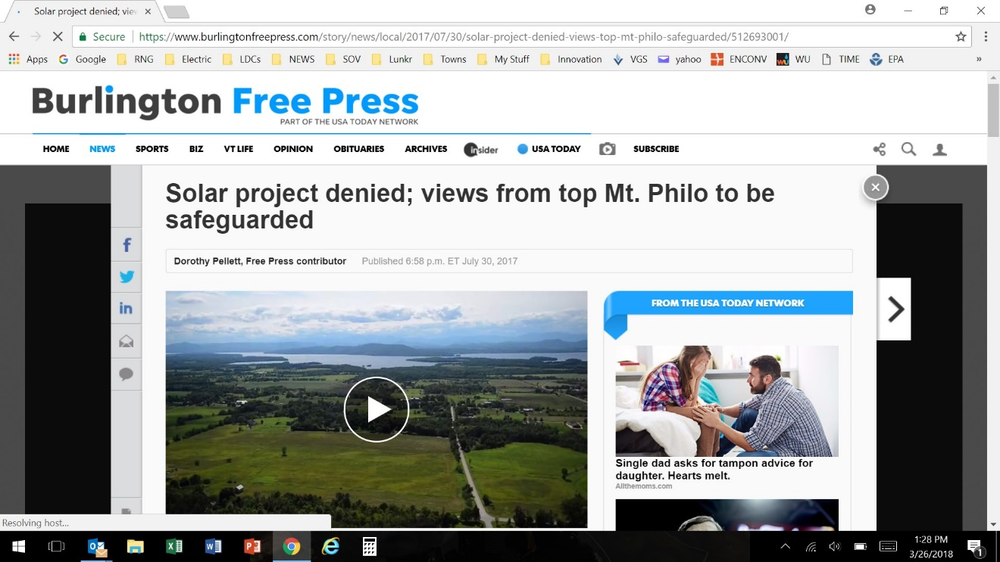 Solar project denied; vie
Secure https://www.burlingtonfreepress.com/story/news/local/2017/07/30/solar-project-denied-views-top-mt-philo-safeguarded/512693001/
Apps Google RNG Electric LDCs NEWS SOV Lunkr Towns My Stuff Innovation VGS yahoo ENCONV WU TIME EPA »
Burlington Free Press
PART OF THE USA TODAY NETWORK
HOME NEWS SPORTS BIZ VT LIFE OPINION OBITUARIES ARCHIVES insider USA TODAY SUBSCRIBE
Solar project denied; views from top Mt. Philo to be
safeguarded
Dorothy Pellett, Free Press contributor Published 6:58 p.m. ET July 30, 2017
FROM THE USA TODAY NETWORK
Single dad asks for tampon advice for
daughter. Hearts melt.
Allthemoms.com
Resolving host...
1:28 PM
3/26/2018
1